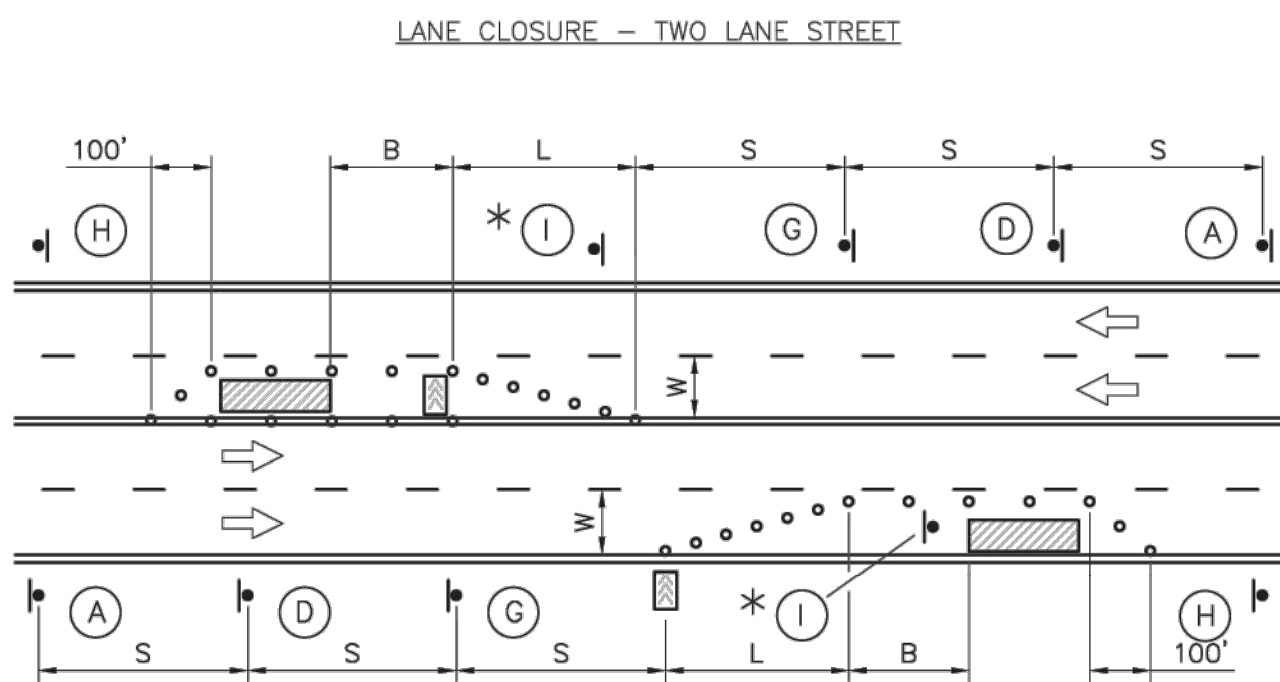 LANE CLOSURE – TWO LANE STREET
100' B L S S S
H * I G D A
W
W
A D G * I H
S S S L B 100'